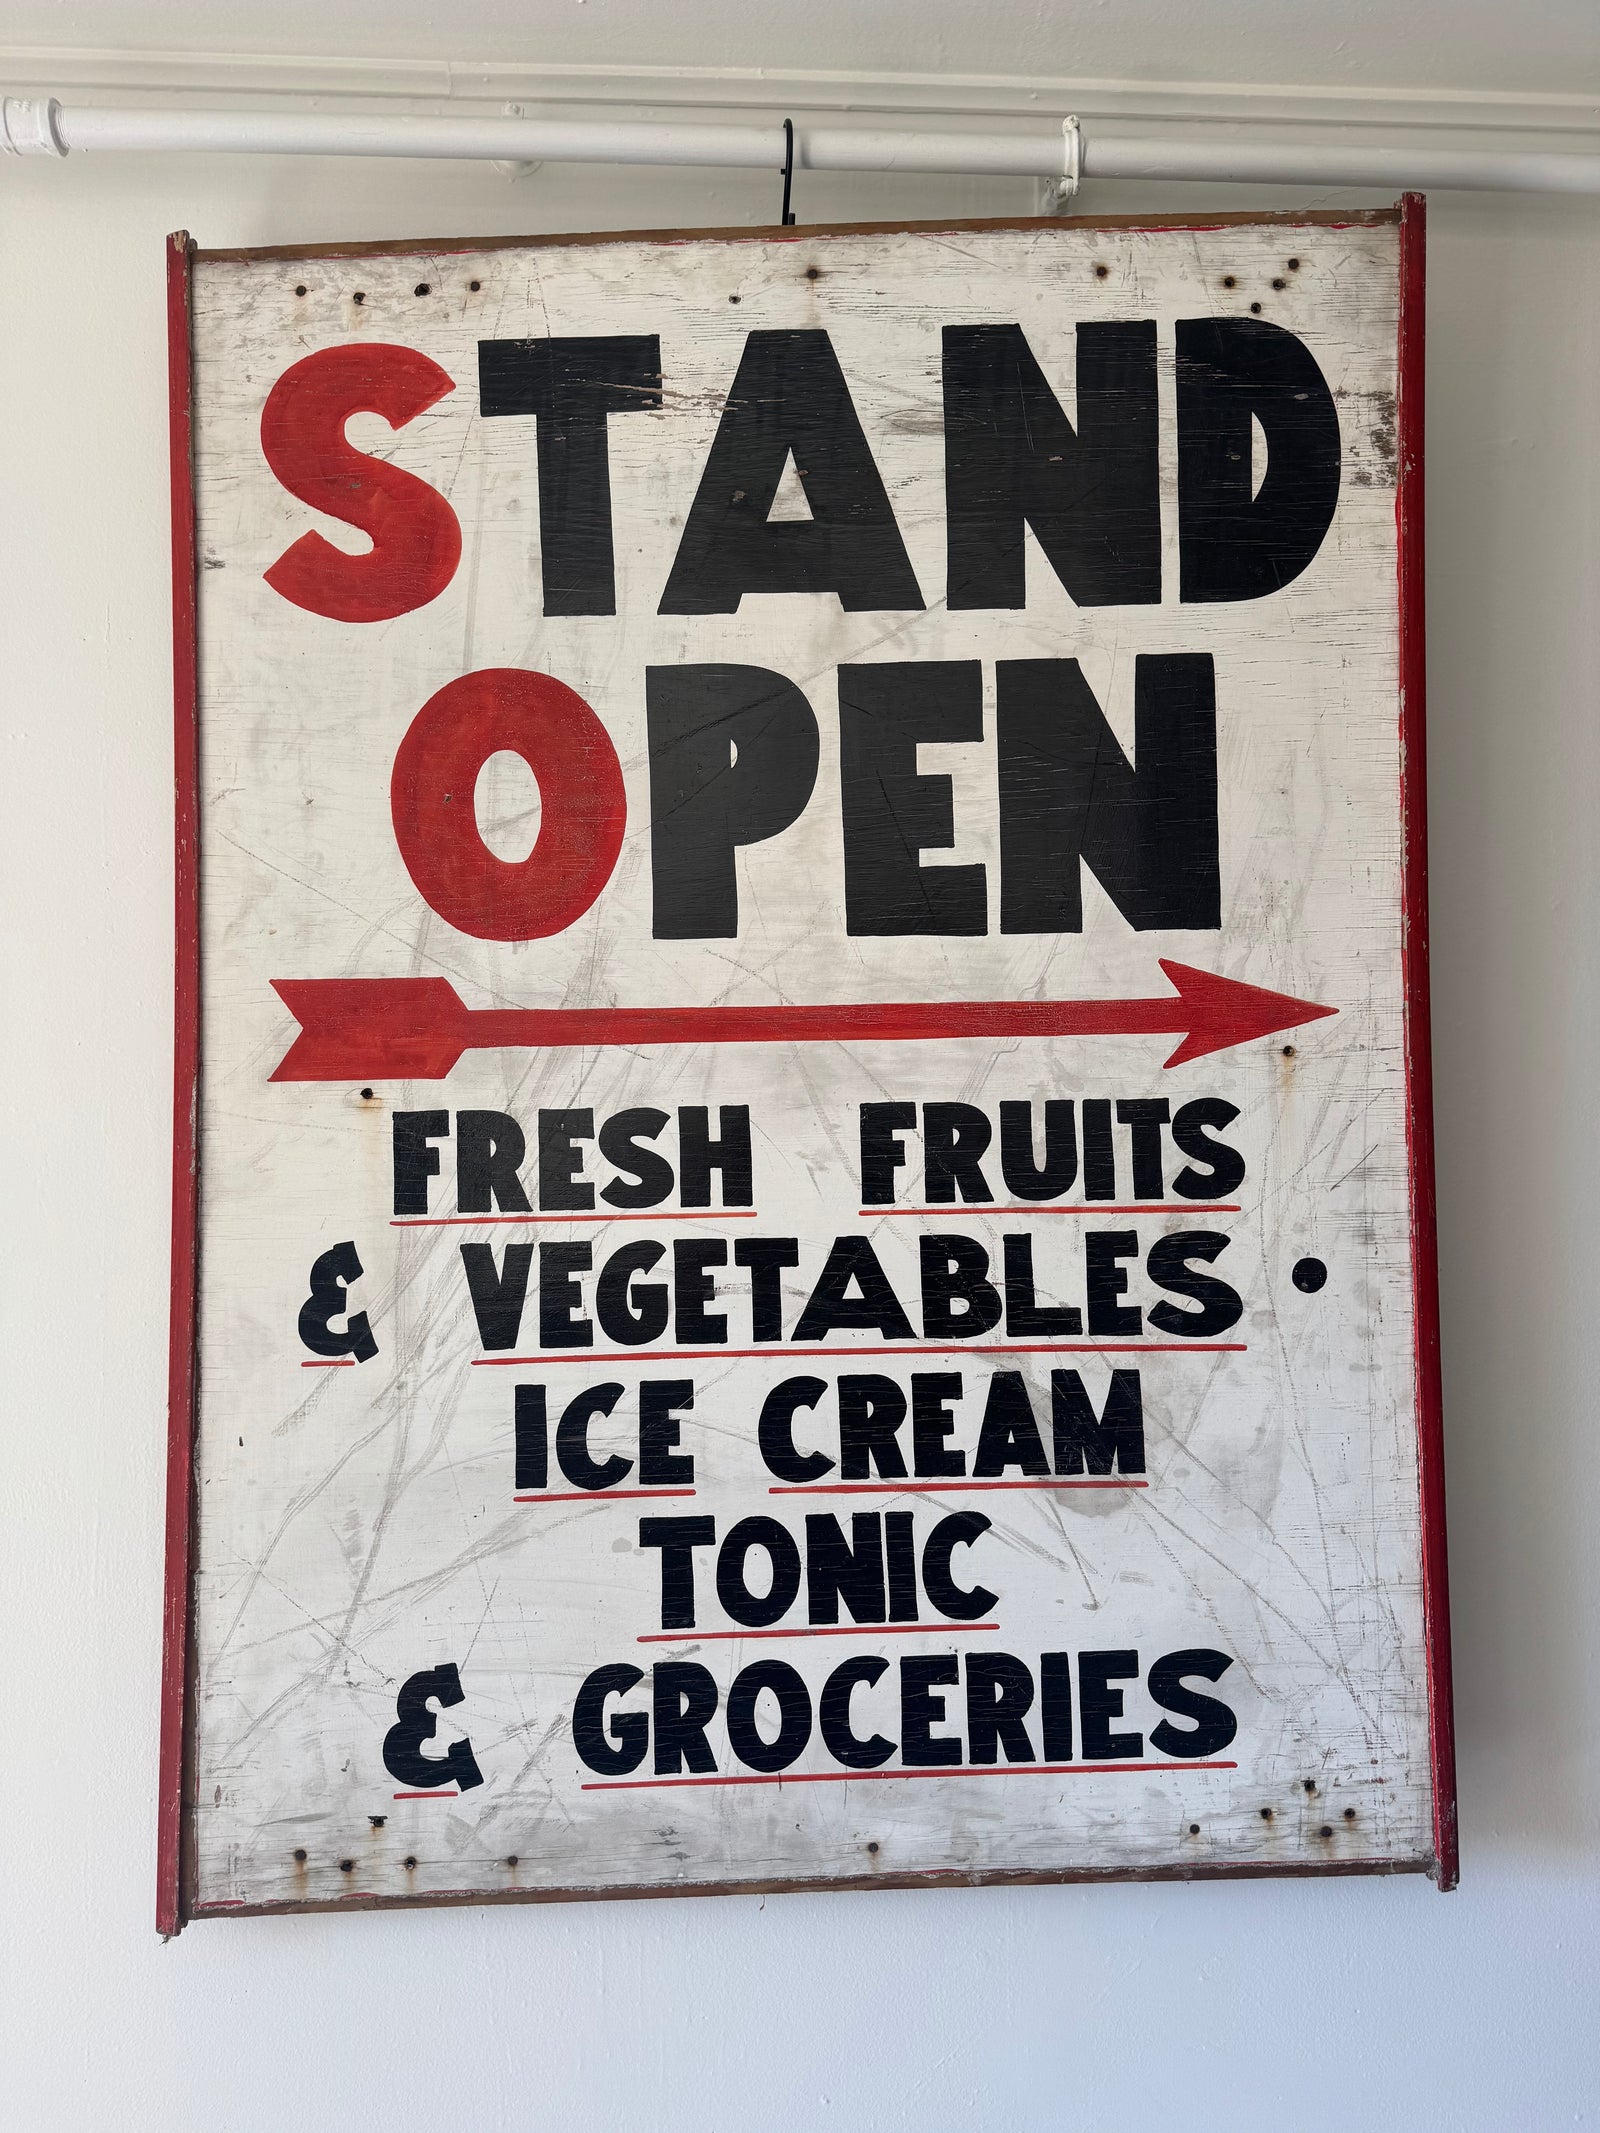 STAND
OPEN
FRESH FRUITS
& VEGETABLES •
ICE CREAM
TONIC
& GROCERIES